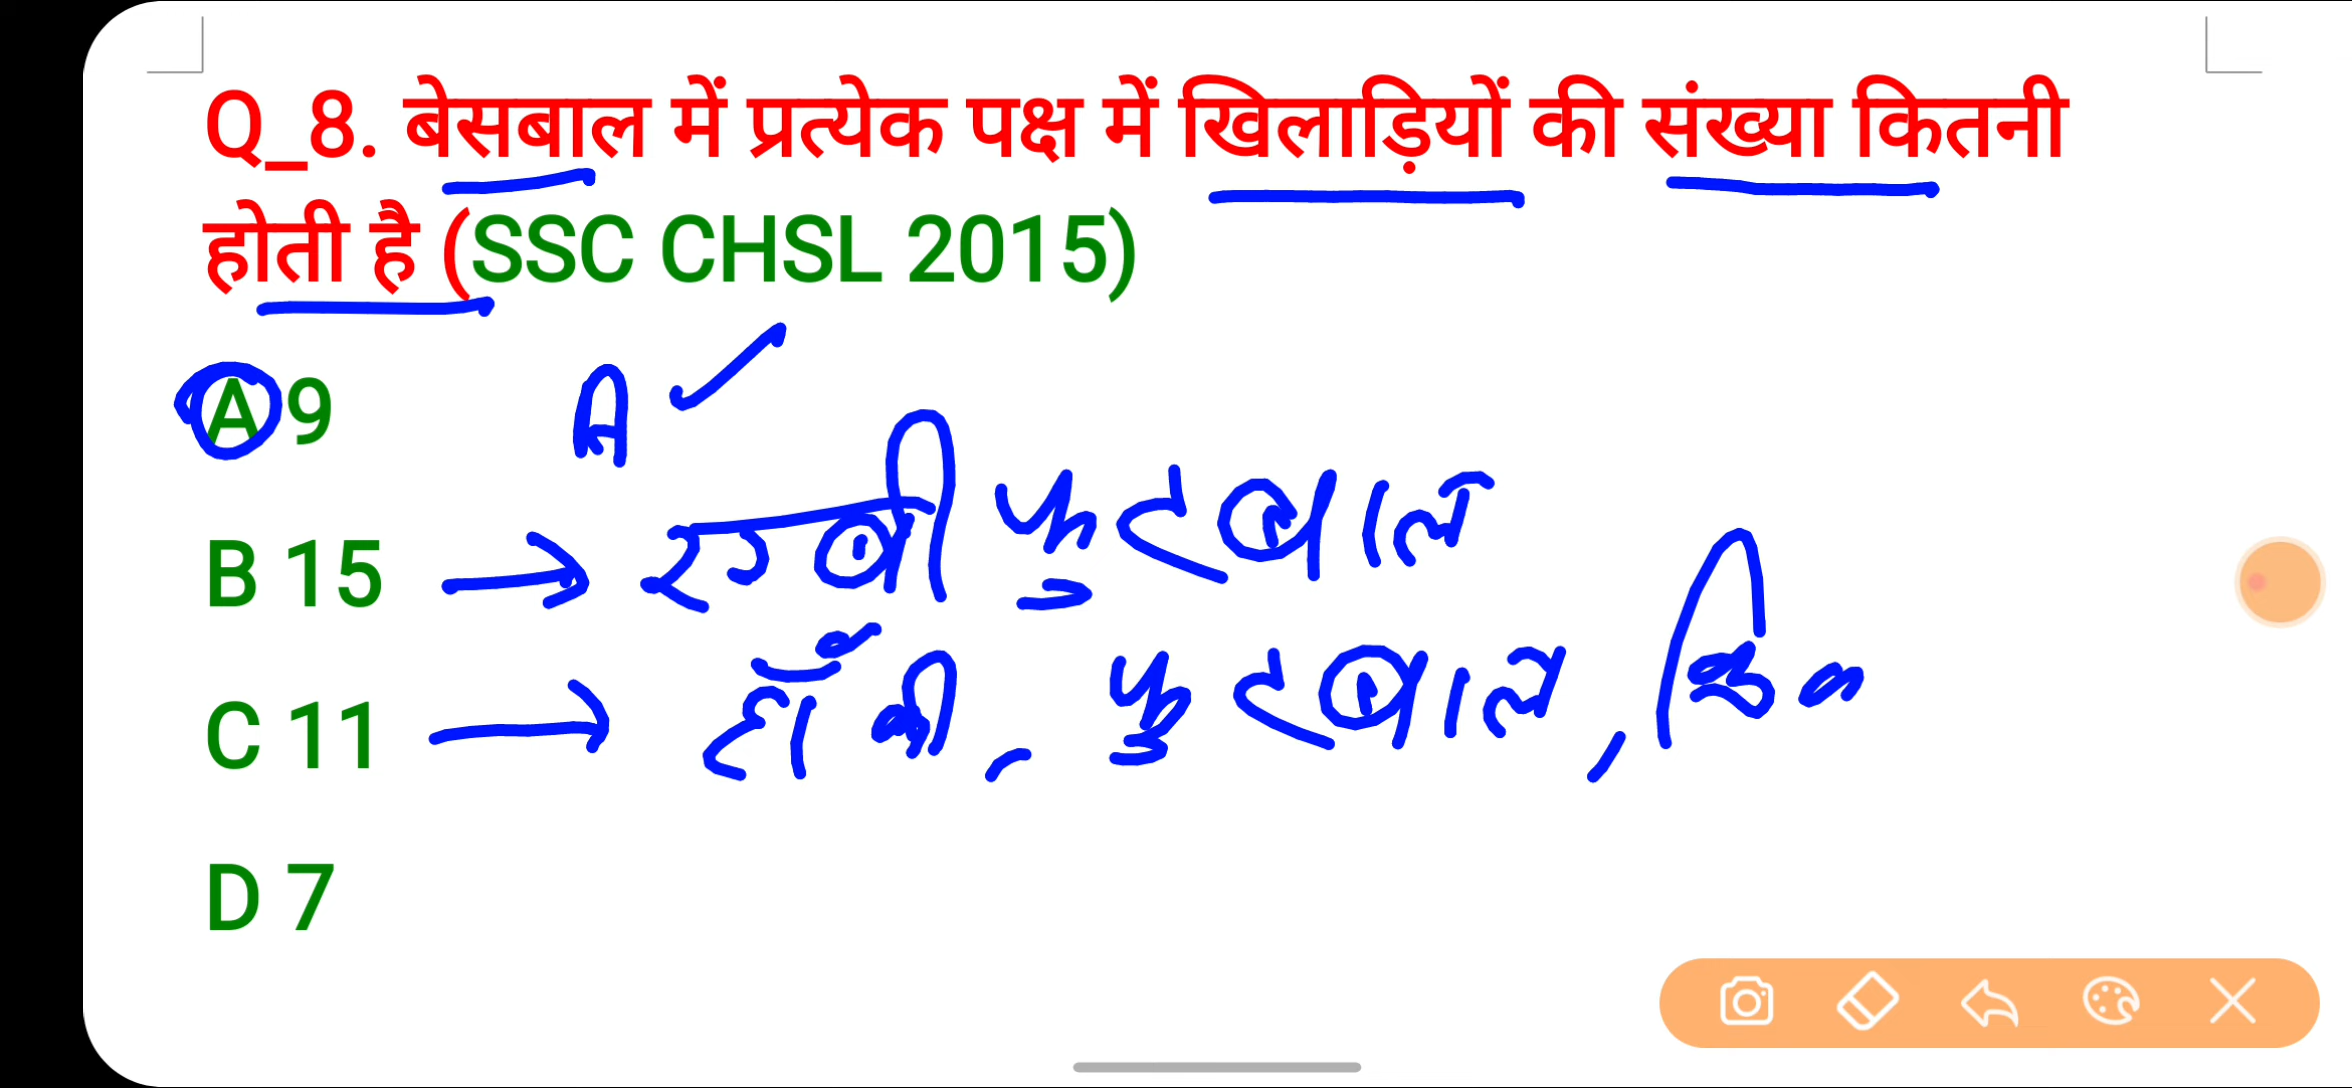 Q_8. बेसबाल में प्रत्येक पक्ष में खिलाड़ियों की संख्या कितनी
होती है (SSC CHSL 2015)
A 9
A
B 15
रग्बी फुटबाल
C 11
हॉकी, फुटबाल,
D 7